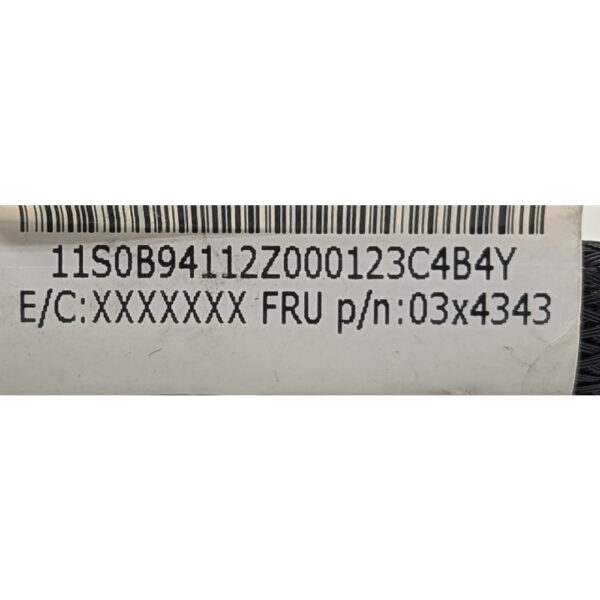 11S0B94112Z000123C4B4Y
E/C:XXXXXXX FRU p/n:03x4343